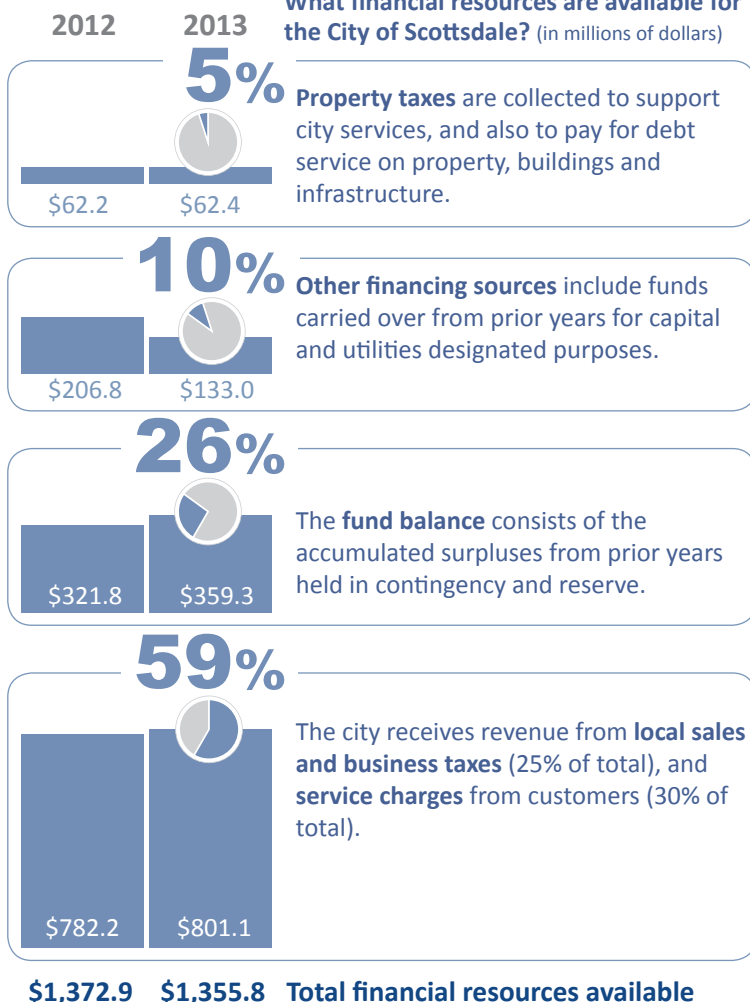 2012 2013
What financial resources are available for
the City of Scottsdale? (in millions of dollars)
5%
Property taxes are collected to support
city services, and also to pay for debt
service on property, buildings and
infrastructure.
$62.2 $62.4
10%
Other financing sources include funds
carried over from prior years for capital
and utilities designated purposes.
$206.8 $133.0
26%
The fund balance consists of the
accumulated surpluses from prior years
held in contingency and reserve.
$321.8 $359.3
59%
The city receives revenue from local sales
and business taxes (25% of total), and
service charges from customers (30% of
total).
$782.2 $801.1
$1,372.9 $1,355.8 Total financial resources available